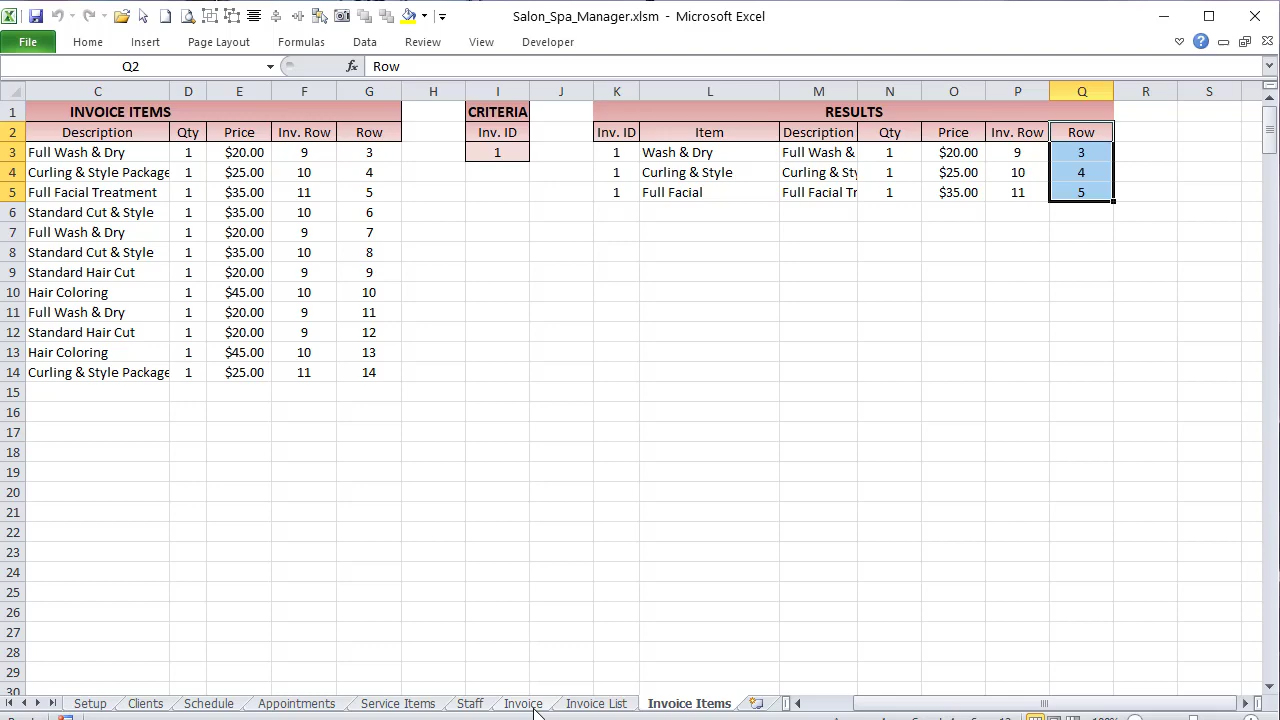 Salon_Spa_Manager.xlsm - Microsoft Excel
File Home Insert Page Layout Formulas Data Review View Developer
Q2 fx Row
C D E F G H I J K L M N O P Q R S
1 INVOICE ITEMS CRITERIA RESULTS
2 Description Qty Price Inv. Row Row Inv. ID Inv. ID Item Description Qty Price Inv. Row Row
3 Full Wash & Dry 1 $20.00 9 3 1 1 Wash & Dry Full Wash & 1 $20.00 9 3
4 Curling & Style Package 1 $25.00 10 4 1 Curling & Style Curling & Sty 1 $25.00 10 4
5 Full Facial Treatment 1 $35.00 11 5 1 Full Facial Full Facial Tr 1 $35.00 11 5
6 Standard Cut & Style 1 $35.00 10 6
7 Full Wash & Dry 1 $20.00 9 7
8 Standard Cut & Style 1 $35.00 10 8
9 Standard Hair Cut 1 $20.00 9 9
10 Hair Coloring 1 $45.00 10 10
11 Full Wash & Dry 1 $20.00 9 11
12 Standard Hair Cut 1 $20.00 9 12
13 Hair Coloring 1 $45.00 10 13
14 Curling & Style Package 1 $25.00 11 14
15
16
17
18
19
20
21
22
23
24
25
26
27
28
29
30
Setup Clients Schedule Appointments Service Items Staff Invoice Invoice List Invoice Items